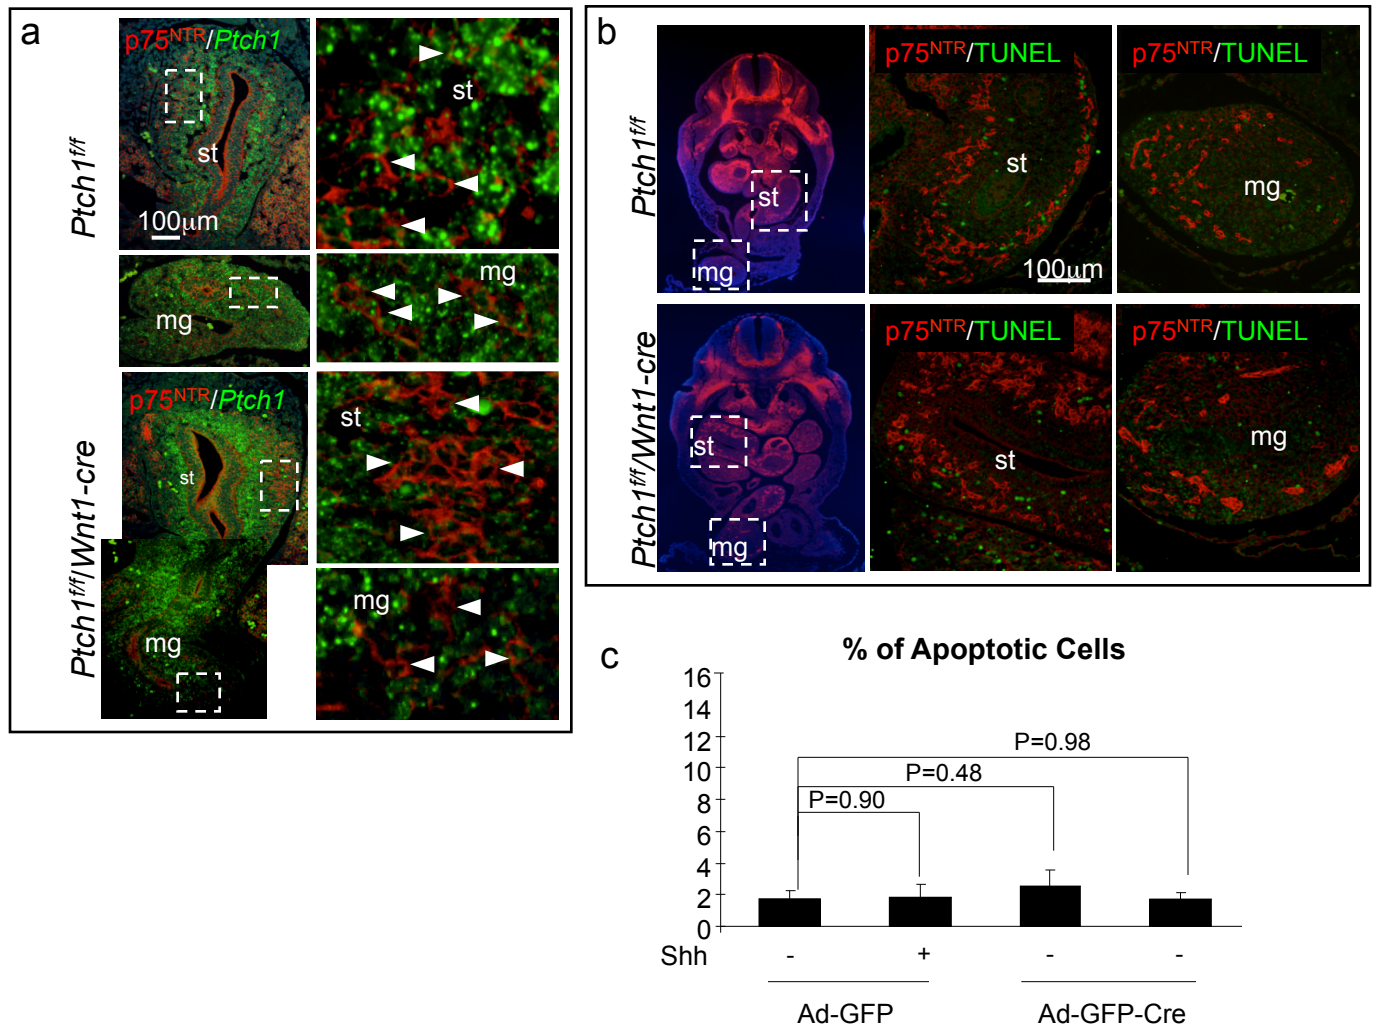 a
p75NTR/Ptch1
st
100µm
st
mg
mg
Ptch1f/f
p75NTR/Ptch1
st
st
mg
mg
Ptch1f/f/Wnt1-cre
b
p75NTR/TUNEL
p75NTR/TUNEL
st
mg
st
100µm
mg
Ptch1f/f
p75NTR/TUNEL
p75NTR/TUNEL
st
mg
st
mg
Ptch1f/f/Wnt1-cre
c
% of Apoptotic Cells
16
14
12
10
8
6
4
2
0
P=0.98
P=0.48
P=0.90
Shh - + - -
Ad-GFP Ad-GFP-Cre